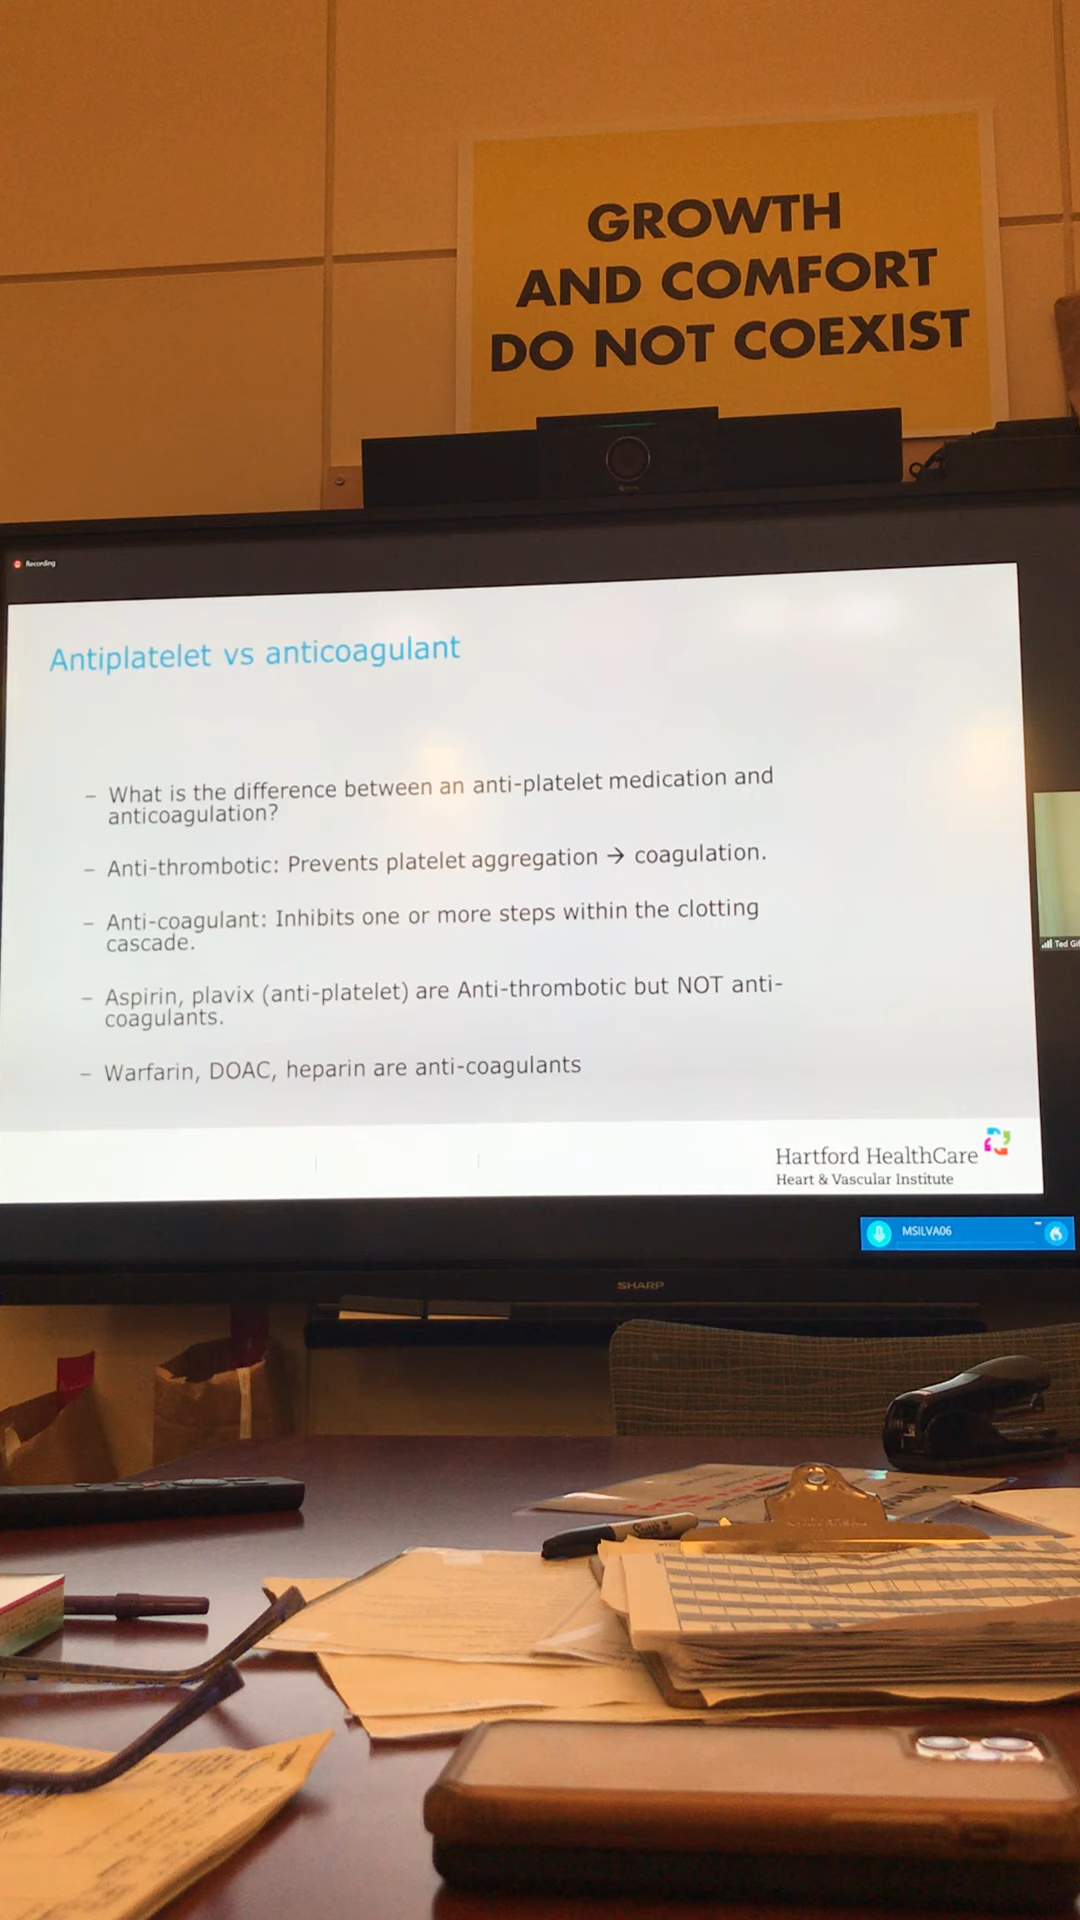 GROWTH
AND COMFORT
DO NOT COEXIST
Recording
Antiplatelet vs anticoagulant
– What is the difference between an anti-platelet medication and
anticoagulation?
– Anti-thrombotic: Prevents platelet aggregation → coagulation.
– Anti-coagulant: Inhibits one or more steps within the clotting
cascade.
– Aspirin, plavix (anti-platelet) are Anti-thrombotic but NOT anti-
coagulants.
– Warfarin, DOAC, heparin are anti-coagulants
Ted
Hartford HealthCare
Heart & Vascular Institute
MSILVA06
SHARP
Sharpie